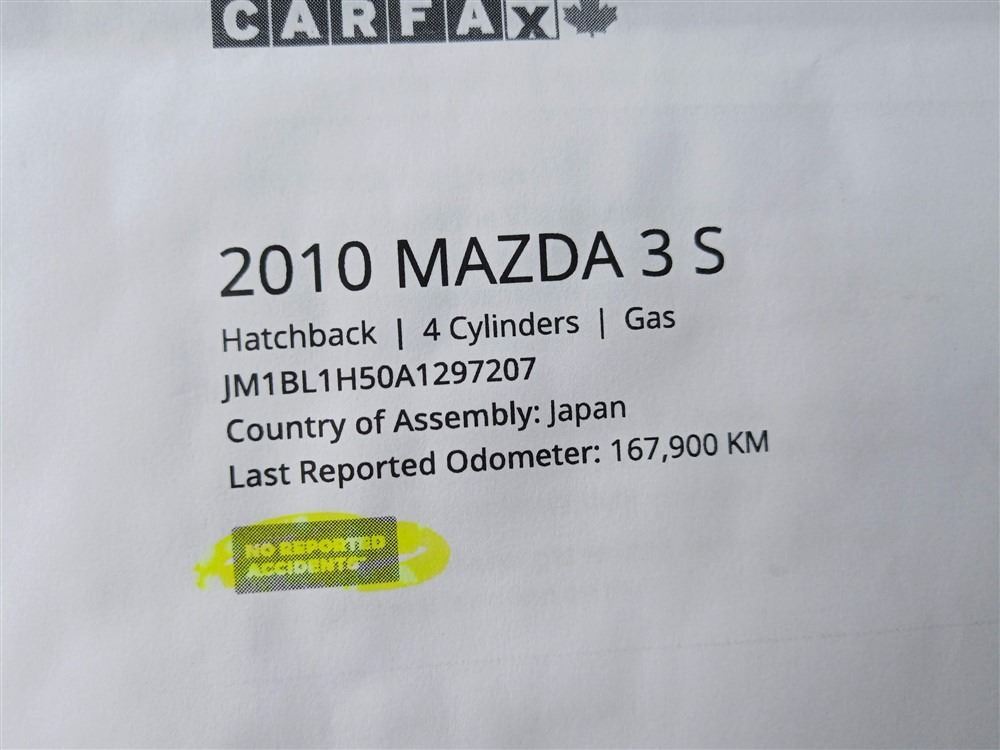 CARFAX
2010 MAZDA 3 S
Hatchback | 4 Cylinders | Gas
JM1BL1H50A1297207
Country of Assembly: Japan
Last Reported Odometer: 167,900 KM
NO REPORTED
ACCIDENTS*